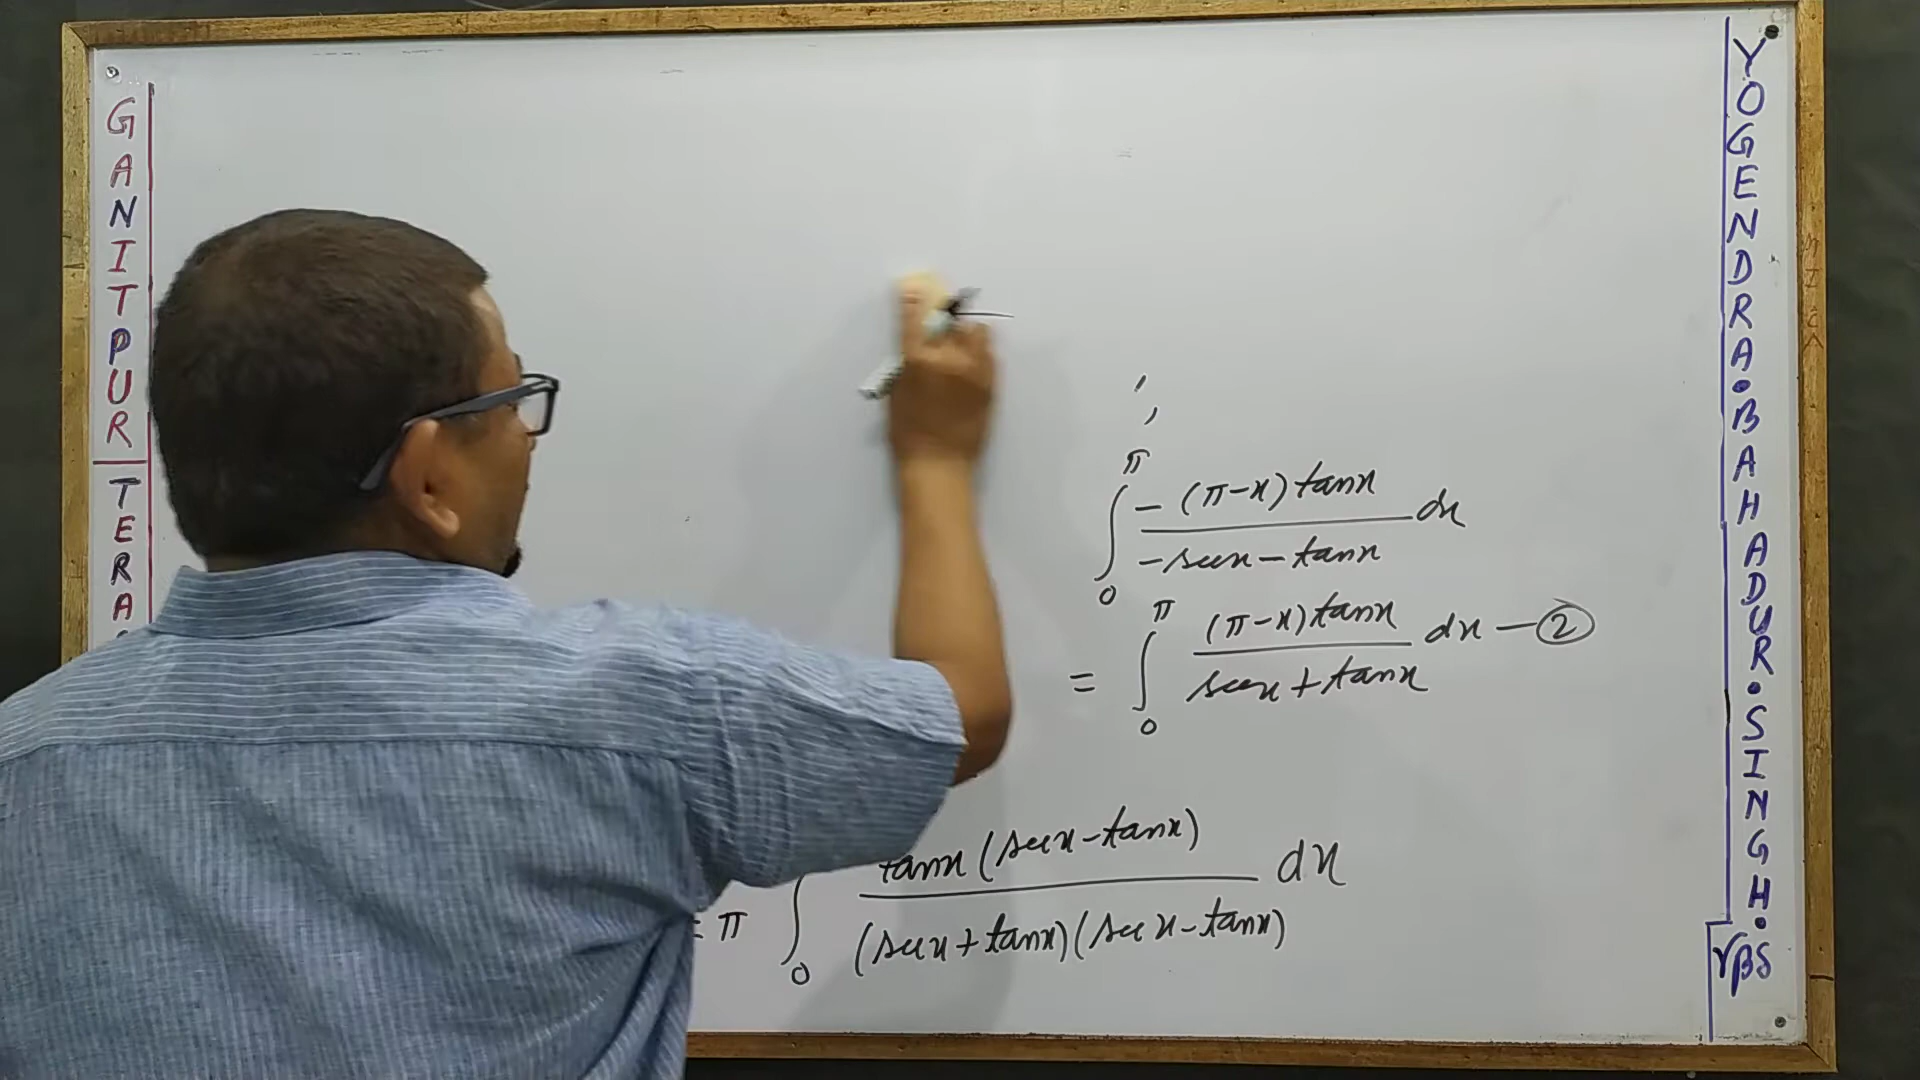 GANITPUR
TERA
π
∫ -(π-x)tanx dx
-secx-tanx
0
π
= ∫ (π-x)tanx dx - ②
secx+tanx
0
tanx(secx-tanx)
= π ∫ dx
(secx+tanx)(secx-tanx)
0
YOGENDRA.BAHADUR.SINGH.
γβδ